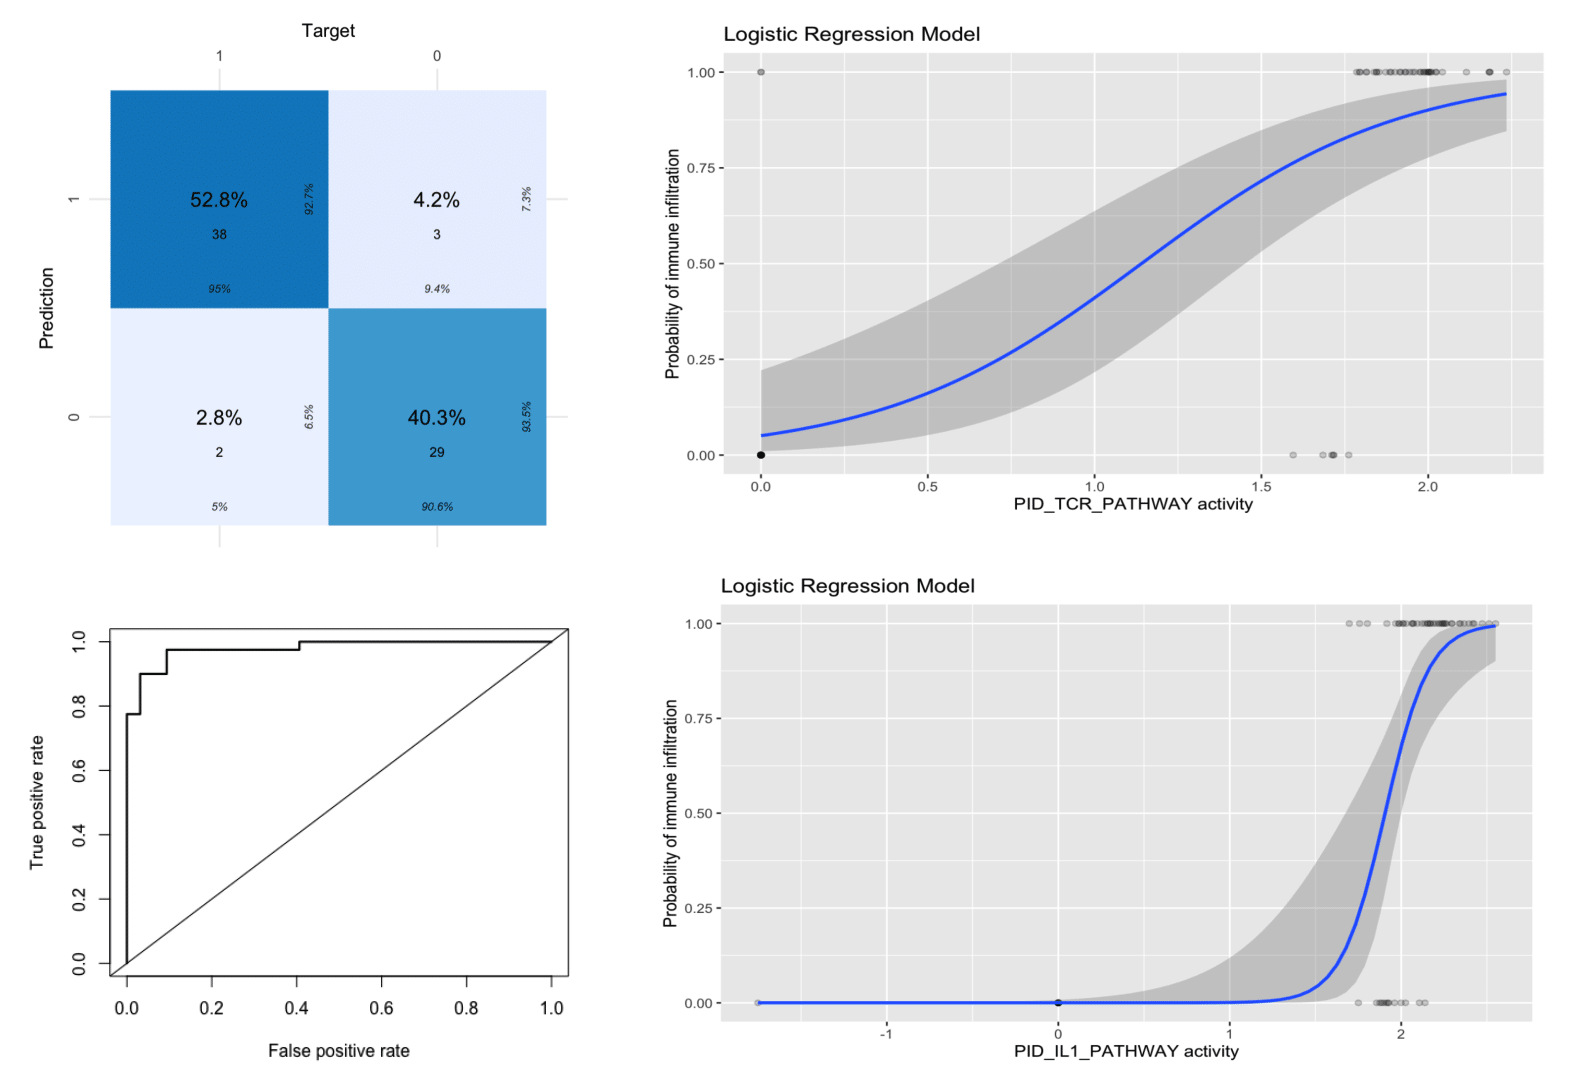 Target
1 0
Prediction
1
52.8%
38
95%
92.7%
4.2%
3
9.4%
7.3%
0
2.8%
2
5%
6.5%
40.3%
29
90.6%
93.5%
Logistic Regression Model
Probability of immune infiltration
1.00
0.75
0.50
0.25
0.00
0.0 0.5 1.0 1.5 2.0
PID_TCR_PATHWAY activity
True positive rate
1.0
0.8
0.6
0.4
0.2
0.0
0.0 0.2 0.4 0.6 0.8 1.0
False positive rate
Logistic Regression Model
Probability of immune infiltration
1.00
0.75
0.50
0.25
0.00
-1 0 1 2
PID_IL1_PATHWAY activity